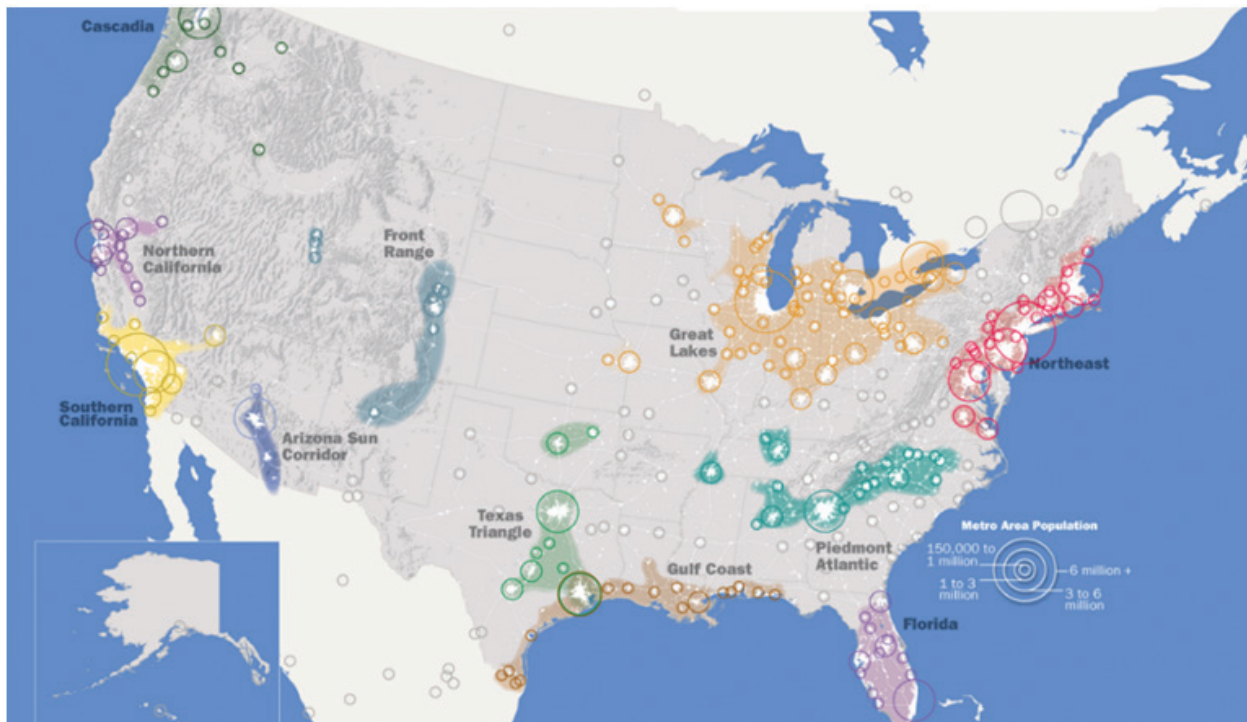 Cascadia
Northern
California
Front
Range
Great
Lakes
Northeast
Southern
California
Arizona Sun
Corridor
Texas
Triangle
Gulf Coast
Piedmont
Atlantic
Florida
Metro Area Population
150,000 to
1 million
1 to 3
million
6 million +
3 to 6
million